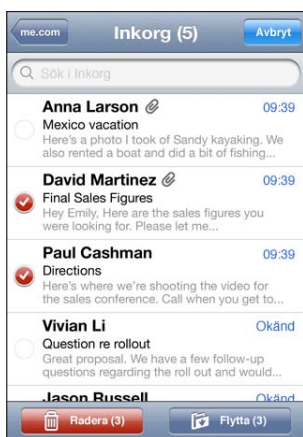 me.com Inkorg (5) Avbryt
Sök i Inkorg
Anna Larson 09:39
Mexico vacation
Here's a photo I took of Sandy kayaking. We
also rented a boat and did a bit of fishing...
David Martinez 09:39
Final Sales Figures
Hey Emily, Here are the sales figures you
were looking for. Please let me...
Paul Cashman 09:39
Directions
Here's where we're shooting the video for
the sales conference. Call when you get to...
Vivian Li Okänd
Question re rollout
Great proposal. We have a few follow-up
questions regarding the roll out and would...
Jason Russell Okänd
Radera (3) Flytta (3)